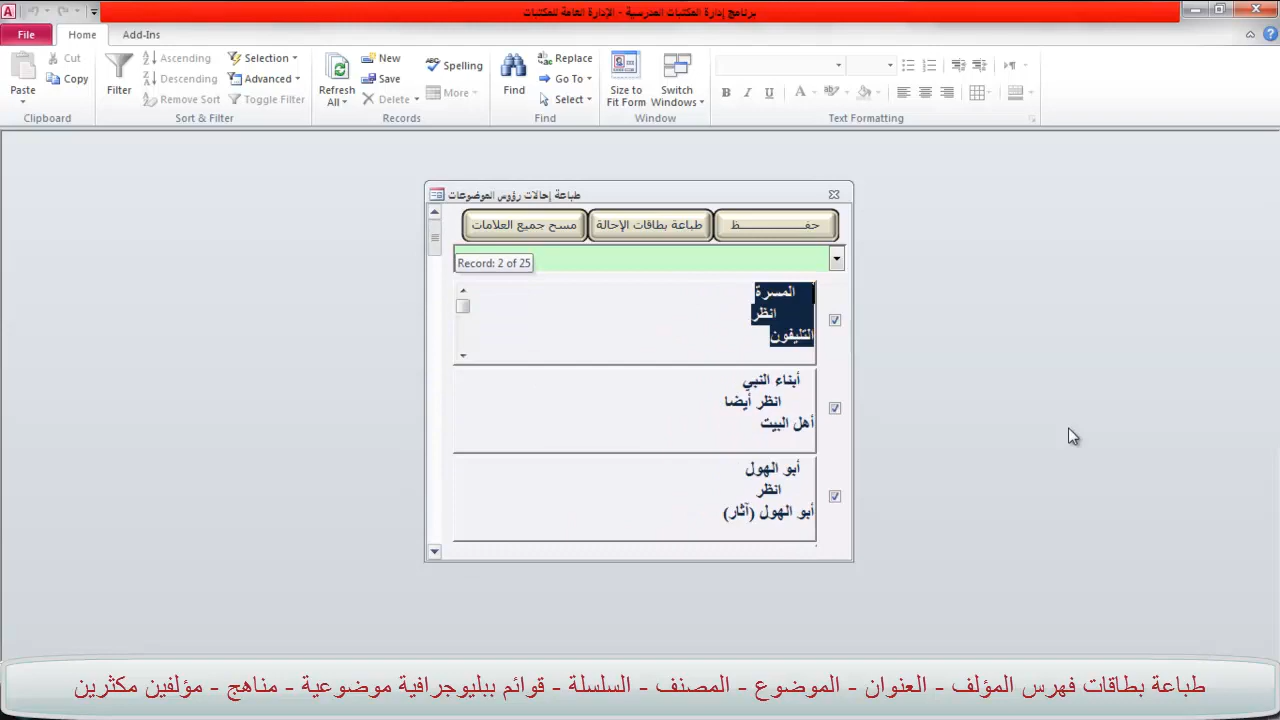 برنامج إدارة المكتبات المدرسية - الإدارة العامة للمكتبات
File Home Add-Ins
Paste Cut Copy
Clipboard
Filter Ascending Descending Remove Sort Selection Advanced Toggle Filter
Sort & Filter
Refresh All New Save Delete Spelling More
Records
Find Replace Go To Select
Find
Size to Fit Form Switch Windows
Window
B I U A ab
Text Formatting
طباعة إحالات رؤوس الموضوعات
حفـــــــــظ طباعة بطاقات الإحالة مسح جميع العلامات
Record: 2 of 25
المسرة
انظر
التليفون
أبناء النبي
انظر أيضا
أهل البيت
أبو الهول
انظر
أبو الهول (آثار)
طباعة بطاقات فهرس المؤلف - العنوان - الموضوع - المصنف - السلسلة - قوائم ببليوجرافية موضوعية - مناهج - مؤلفين مكثرين